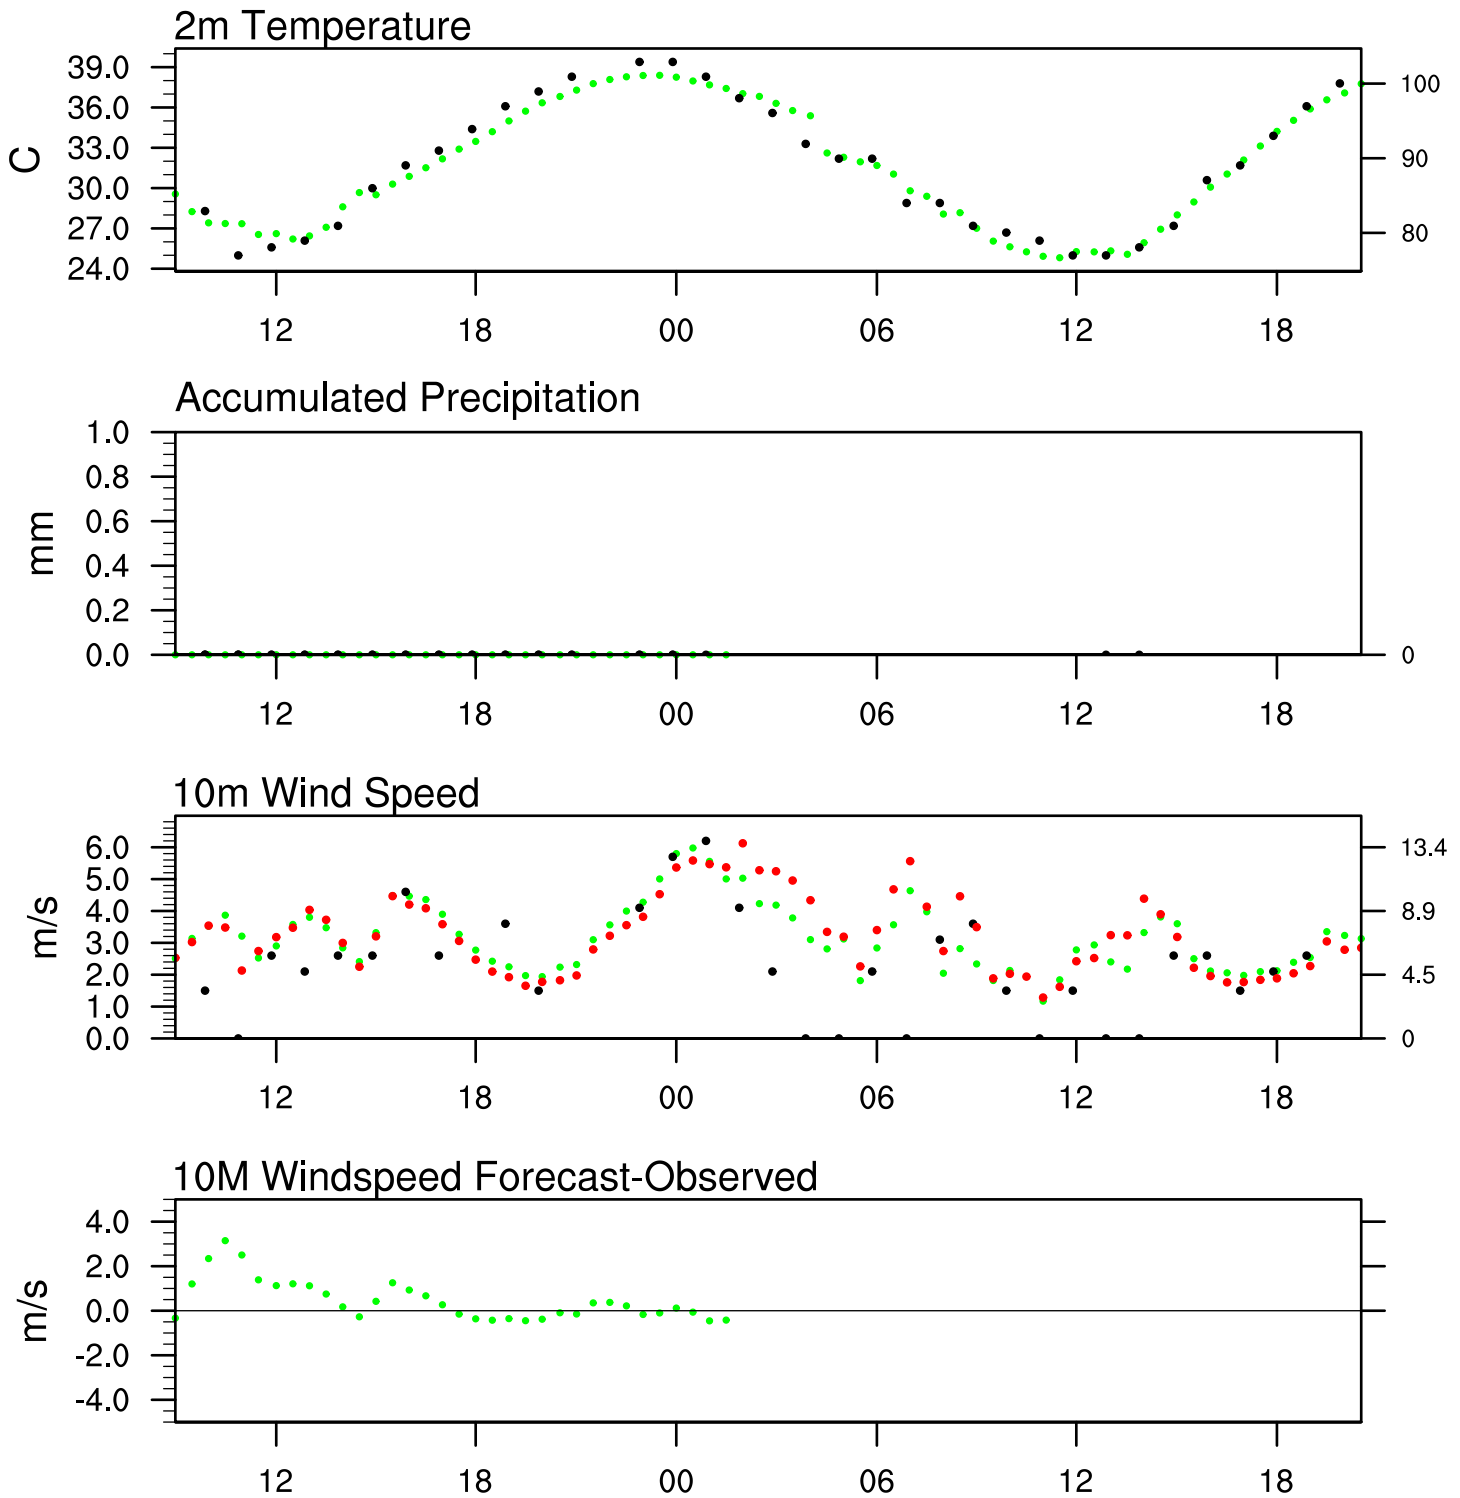 2m Temperature
39.0
36.0
33.0
30.0
27.0
24.0
C
100
90
80
12 18 00 06 12 18
Accumulated Precipitation
1.0
0.8
0.6
0.4
0.2
0.0
mm
0
12 18 00 06 12 18
10m Wind Speed
6.0
5.0
4.0
3.0
2.0
1.0
0.0
m/s
13.4
8.9
4.5
0
12 18 00 06 12 18
10M Windspeed Forecast-Observed
4.0
2.0
0.0
-2.0
-4.0
m/s
12 18 00 06 12 18